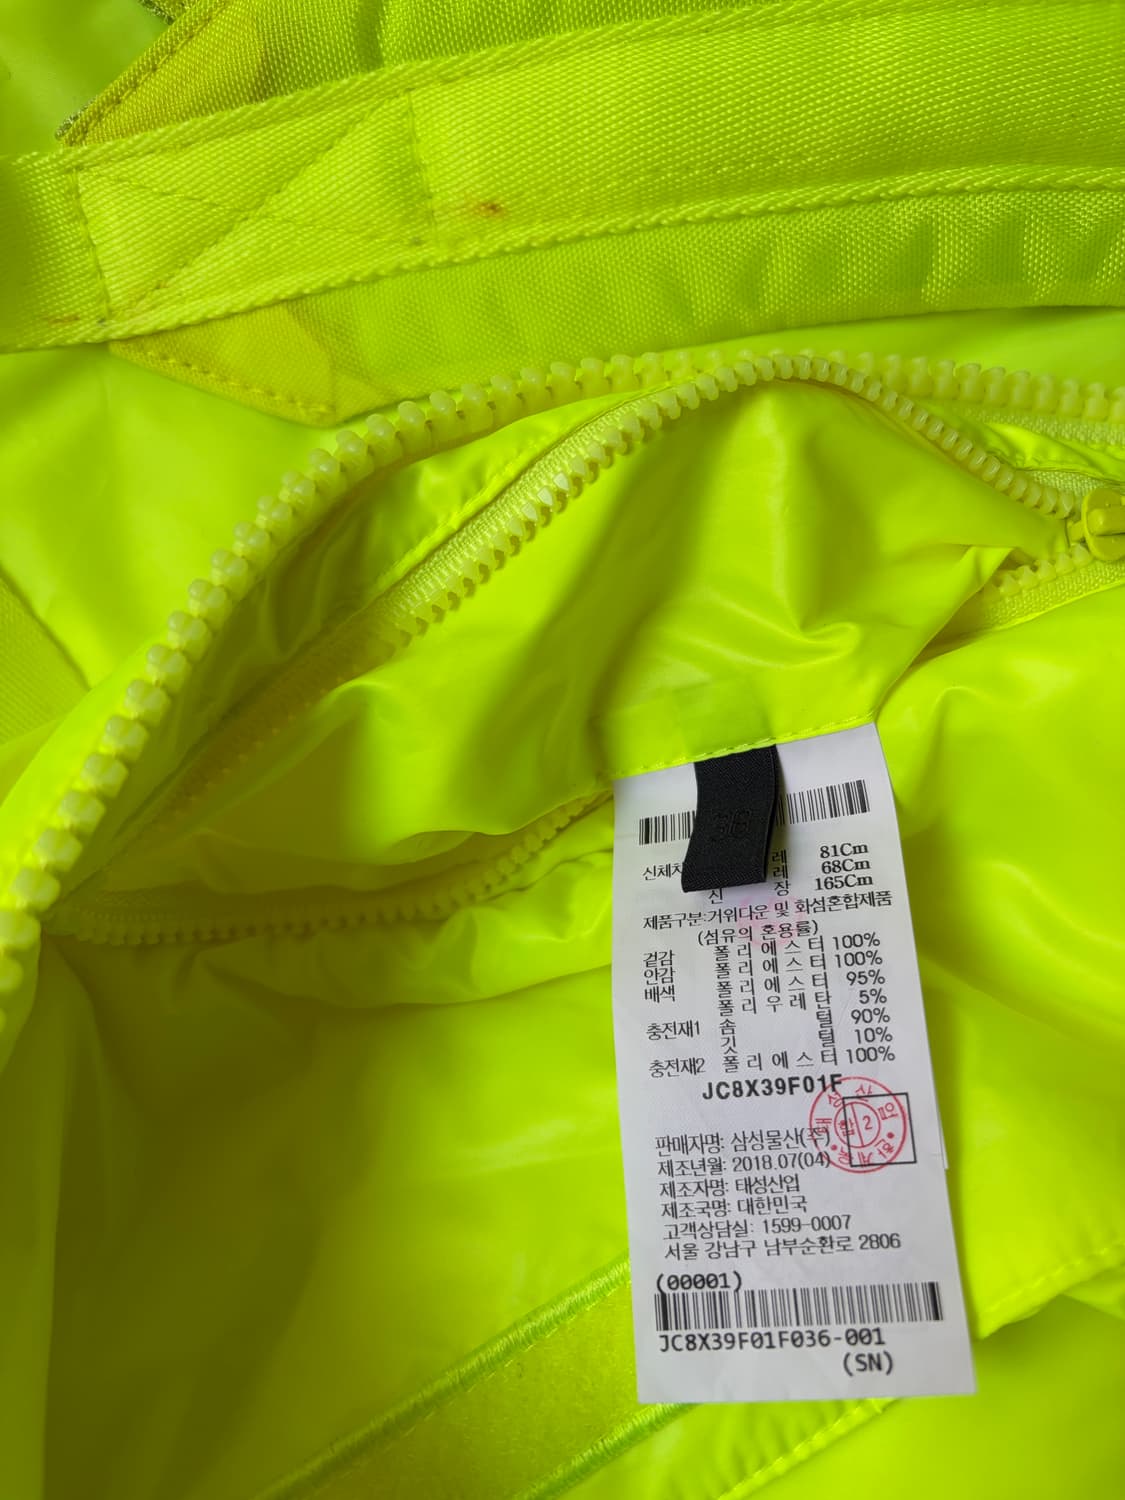 36
신체치 레 81Cm
레 68Cm
신 장 165Cm
제품구분:거위다운 및 화섬혼합제품
(섬유의 혼용률)
겉감 폴리에스터 100%
안감 폴리에스터 100%
배색 폴리에스터 95%
폴리우레탄 5%
충전재1 솜 털 90%
깃 털 10%
충전재2 폴리에스터 100%
JC8X39F01F
판매자명: 삼성물산(주)
제조년월: 2018.07(04)
제조자명: 태성산업
제조국명: 대한민국
고객상담실: 1599-0007
서울 강남구 남부순환로 2806
(00001)
JC8X39F01F036-001
(SN)
태성산업
2